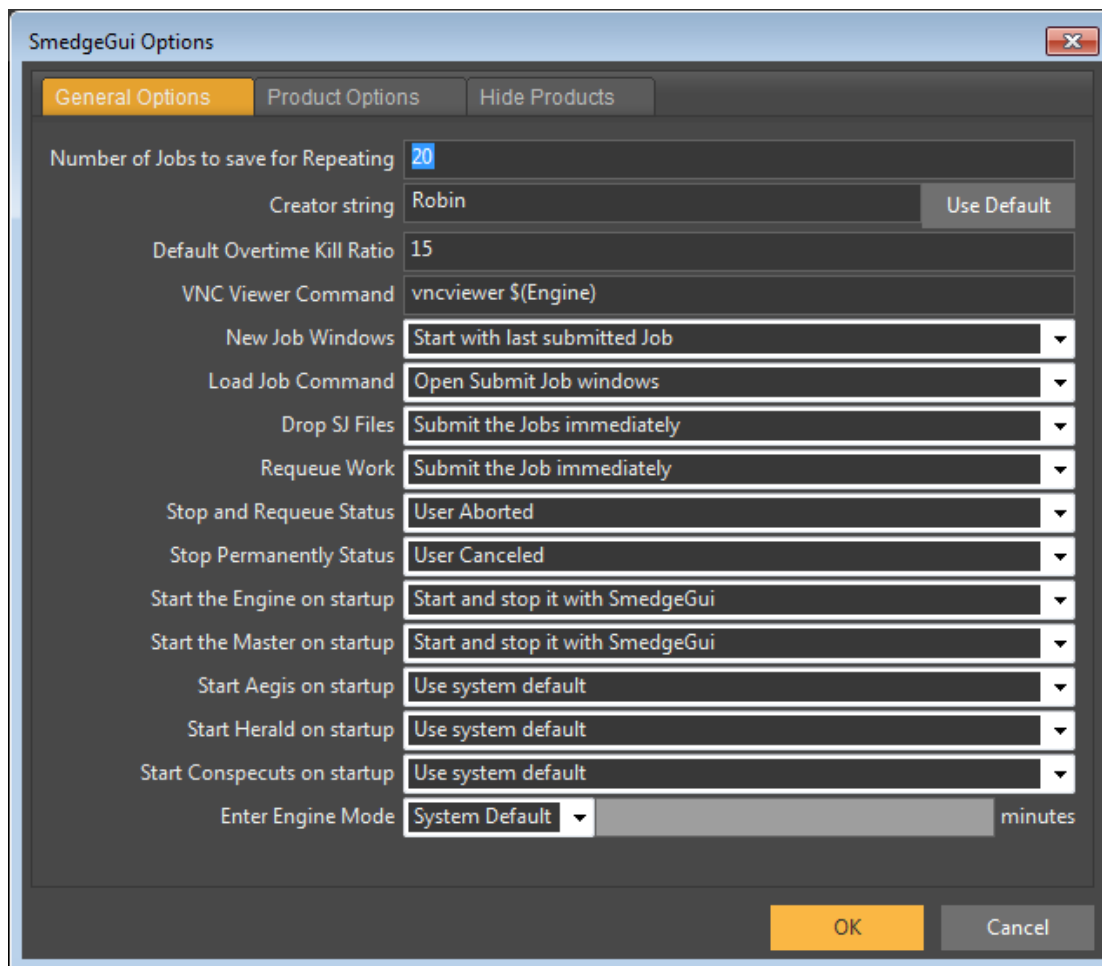 SmedgeGui Options
General Options Product Options Hide Products
Number of Jobs to save for Repeating 20
Creator string Robin Use Default
Default Overtime Kill Ratio 15
VNC Viewer Command vncviewer $(Engine)
New Job Windows Start with last submitted Job
Load Job Command Open Submit Job windows
Drop SJ Files Submit the Jobs immediately
Requeue Work Submit the Job immediately
Stop and Requeue Status User Aborted
Stop Permanently Status User Canceled
Start the Engine on startup Start and stop it with SmedgeGui
Start the Master on startup Start and stop it with SmedgeGui
Start Aegis on startup Use system default
Start Herald on startup Use system default
Start Conspecuts on startup Use system default
Enter Engine Mode System Default minutes
OK Cancel